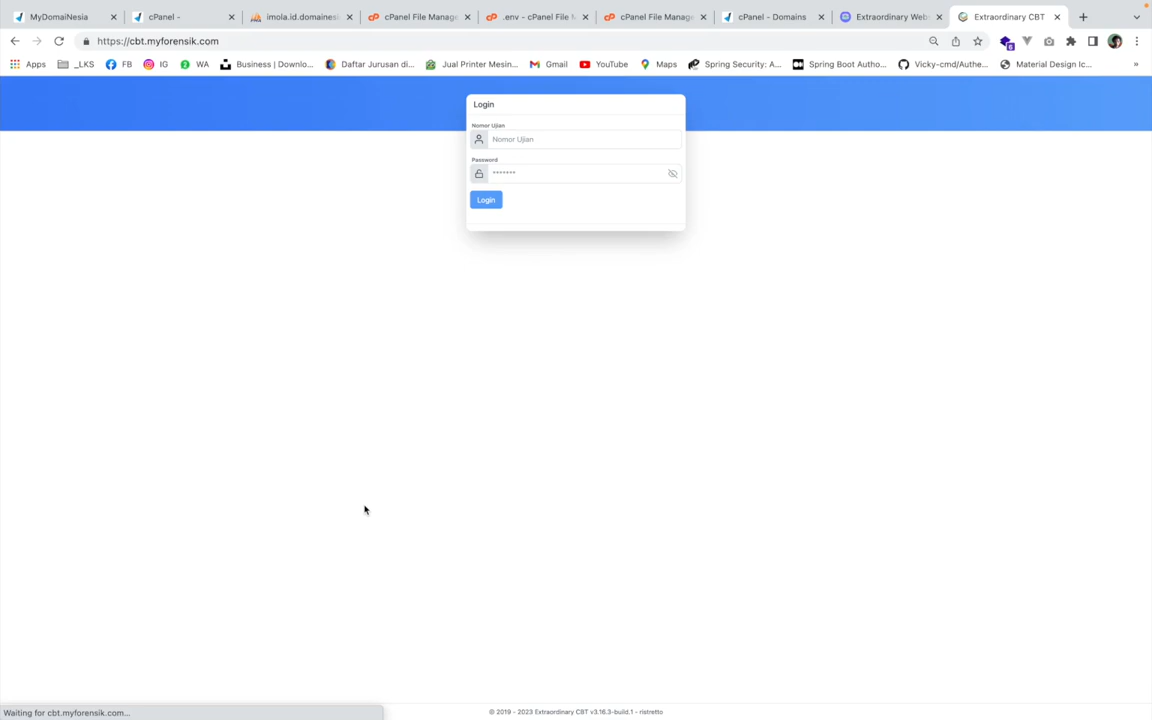 MyDomaiNesia
cPanel -
imola.id.domainesi
cPanel File Manage
.env - cPanel File M
cPanel File Manage
cPanel - Domains
Extraordinary Web
Extraordinary CBT
https://cbt.myforensik.com
6
Apps
_LKS
FB
IG
2
WA
Business | Downlo...
Daftar Jurusan di...
Jual Printer Mesin...
Gmail
YouTube
Maps
Spring Security: A...
Spring Boot Autho...
Vicky-cmd/Authe...
Material Design Ic...
»
Login
Nomor Ujian
Nomor Ujian
Password
*******
Login
Waiting for cbt.myforensik.com...
© 2019 - 2023 Extraordinary CBT v3.16.3-build.1 - ristretto